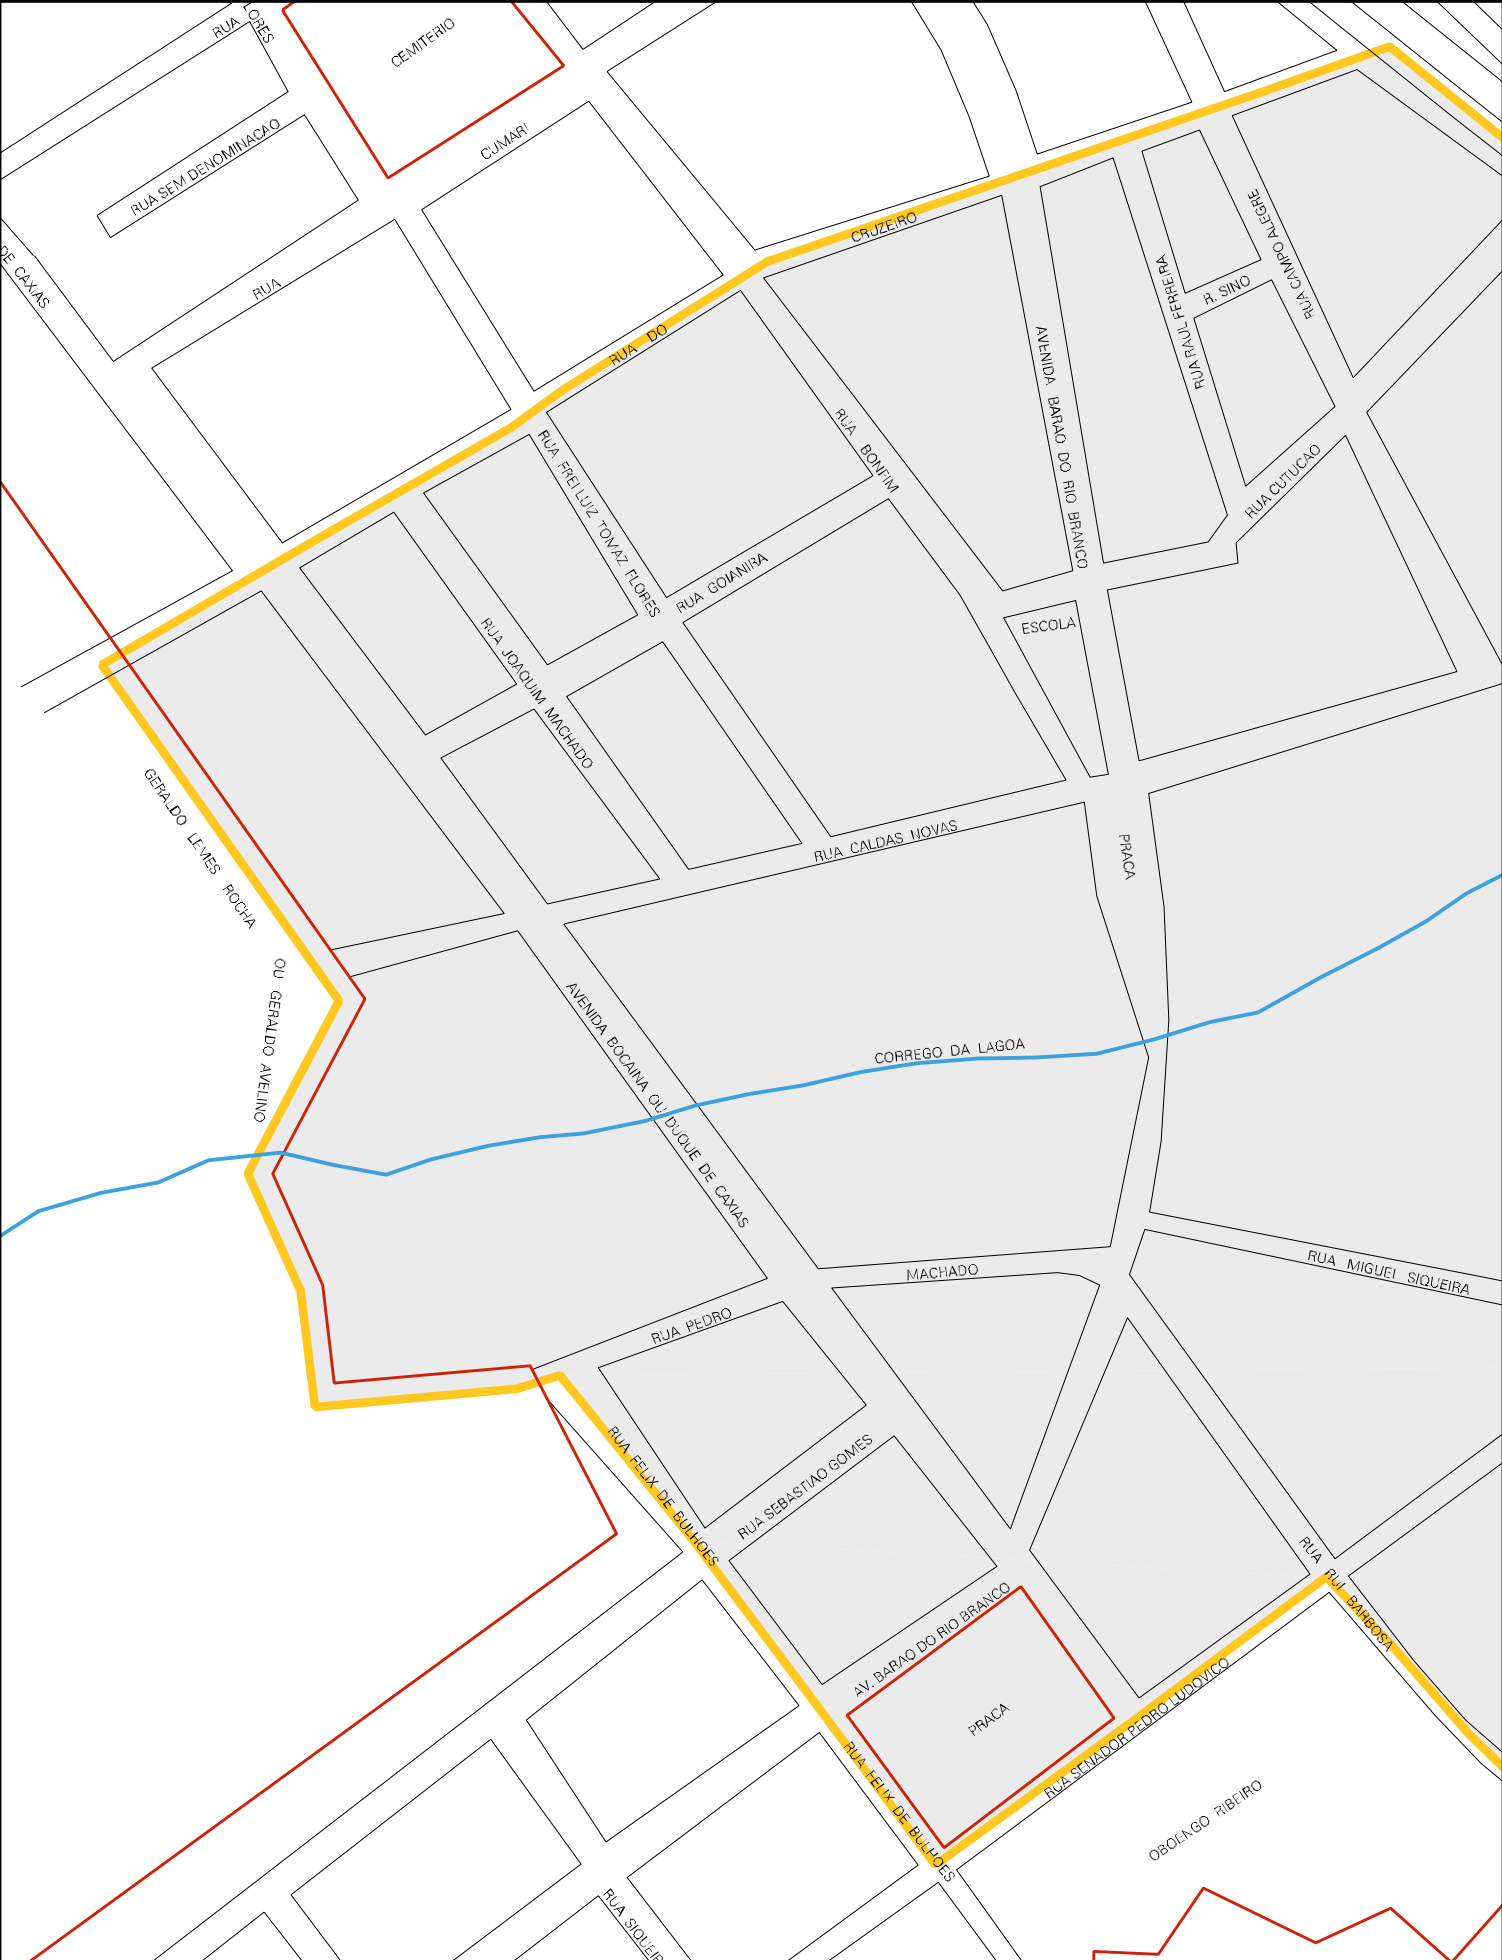 RUA
LORES
CEMITERIO
RUA SEM DENOMINACAO
CUMARI
DE CAXIAS
RUA
RUA DO
CRUZEIRO
RUA CAMPO ALEGRE
RUA RAUL FERREIRA
R. SINO
AVENIDA BARAO DO RIO BRANCO
RUA BONFIM
RUA FREI LUIZ TOMAZ FLORES
RUA CUTUCAO
RUA GOIANIRA
ESCOLA
RUA JOAQUIM MACHADO
GERALDO LEMES ROCHA
RUA CALDAS NOVAS
PRACA
OU GERALDO AVELINO
AVENIDA BOCAINA OU DUQUE DE CAXIAS
CORREGO DA LAGOA
MACHADO
RUA MIGUEL SIQUEIRA
RUA PEDRO
RUA FELIX DE BULHOES
RUA SEBASTIAO GOMES
RUA RUI BARBOSA
AV. BARAO DO RIO BRANCO
PRACA
RUA SENADOR PEDRO LUDOVICO
RUA FELIX DE BULHOES
OBOENGO RIBEIRO
RUA SIQUEIR